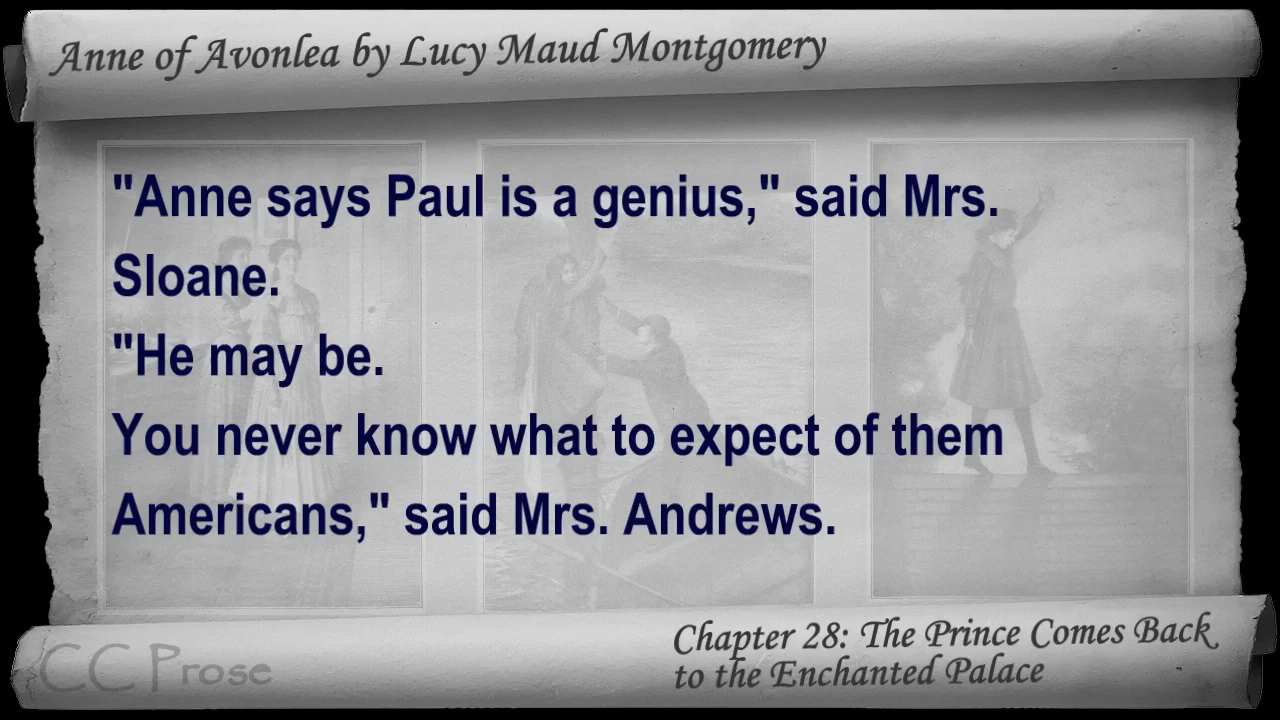 Anne of Avonlea by Lucy Maud Montgomery
"Anne says Paul is a genius," said Mrs.
Sloane.
"He may be.
You never know what to expect of them
Americans," said Mrs. Andrews.
Chapter 28: The Prince Comes Back
to the Enchanted Palace
CC Prose